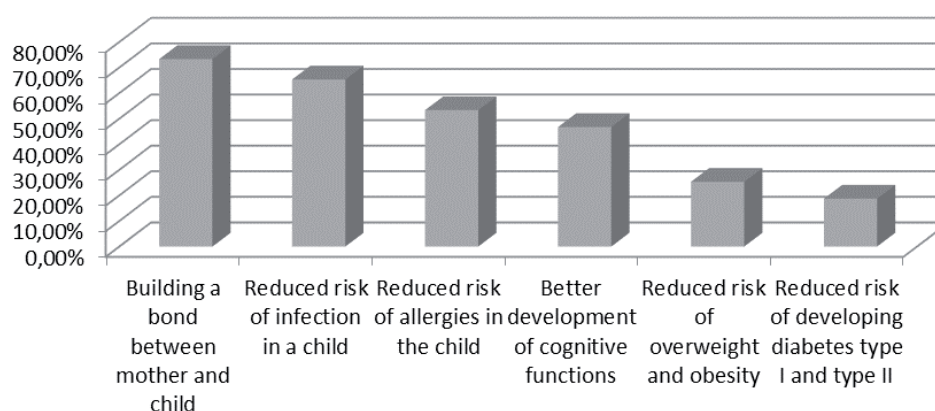 80,00%
70,00%
60,00%
50,00%
40,00%
30,00%
20,00%
10,00%
0,00%
Building a
bond
between
mother and
child
Reduced risk
of infection
in a child
Reduced risk
of allergies in
the child
Better
development
of cognitive
functions
Reduced risk
of
overweight
and obesity
Reduced risk
of developing
diabetes type
I and type II